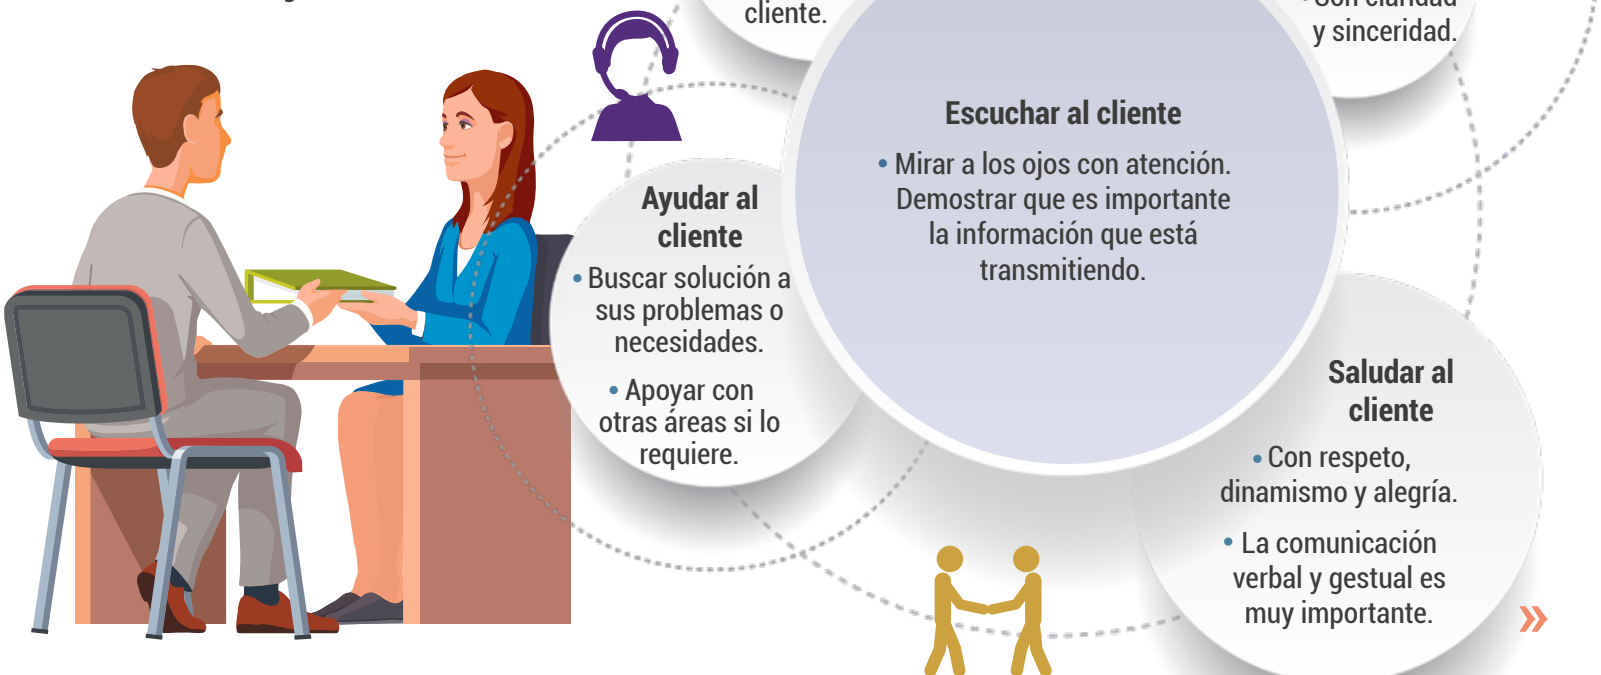 cliente.
y sinceridad.
Escuchar al cliente
• Mirar a los ojos con atención.
Demostrar que es importante
la información que está
transmitiendo.
Ayudar al
cliente
• Buscar solución a
sus problemas o
necesidades.
• Apoyar con
otras áreas si lo
requiere.
Saludar al
cliente
• Con respeto,
dinamismo y alegría.
• La comunicación
verbal y gestual es
muy importante.
»